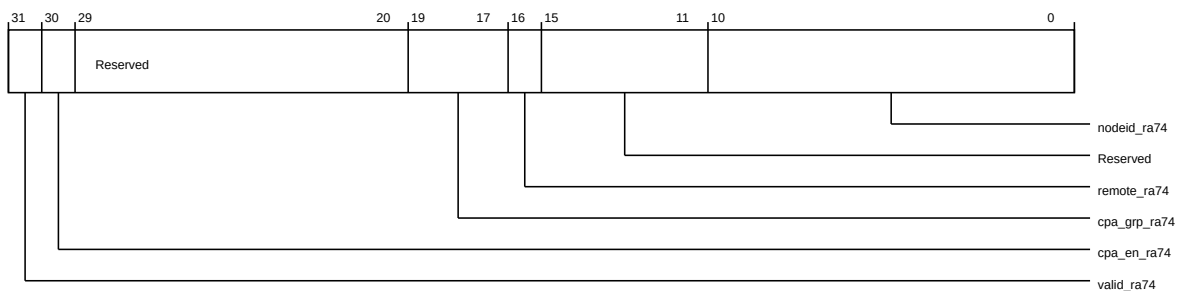 31 30 29 20 19 17 16 15 11 10 0
Reserved
nodeid_ra74
Reserved
remote_ra74
cpa_grp_ra74
cpa_en_ra74
valid_ra74